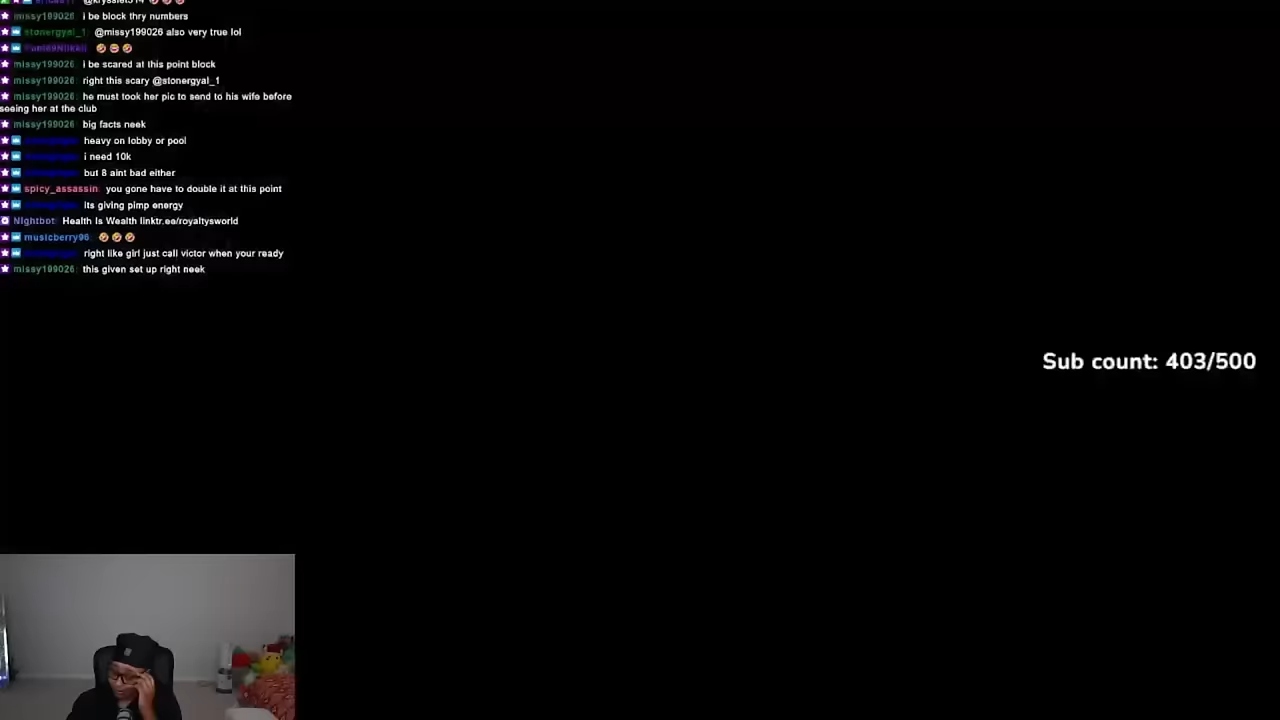 missy199026: i be block thry numbers
stonergyal_1: @missy199026 also very true lol
missy199026: i be scared at this point block
missy199026: right this scary @stonergyal_1
missy199026: he must took her pic to send to his wife before
seeing her at the club
missy199026: big facts neek
heavy on lobby or pool
i need 10k
but 8 aint bad either
spicy_assassin: you gone have to double it at this point
its giving pimp energy
Nightbot: Health Is Wealth linktr.ee/royaltysworld
musicberry96:
right like girl just call victor when your ready
missy199026: this given set up right neek
Sub count: 403/500